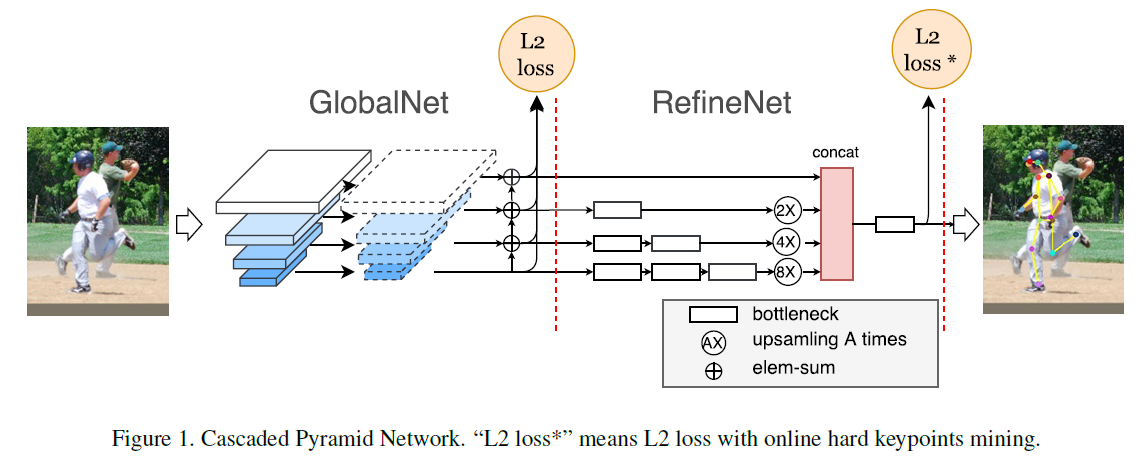 L2
loss
L2
loss *
GlobalNet
RefineNet
concat
2X
4X
8X
bottleneck
AX
upsamling A times
elem-sum
Figure 1. Cascaded Pyramid Network. “L2 loss*” means L2 loss with online hard keypoints mining.